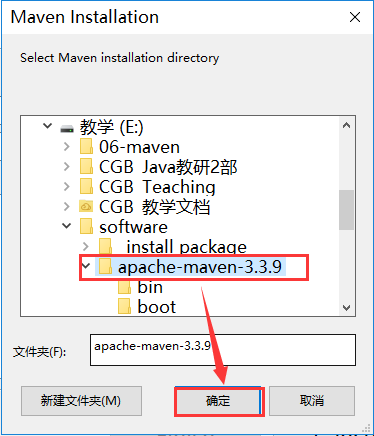 Maven Installation
Select Maven installation directory
教学 (E:)
06-maven
CGB Java教研2部
CGB Teaching
CGB 教学文档
software
install package
apache-maven-3.3.9
bin
boot
文件夹(F):
apache-maven-3.3.9
新建文件夹(M)
确定
取消